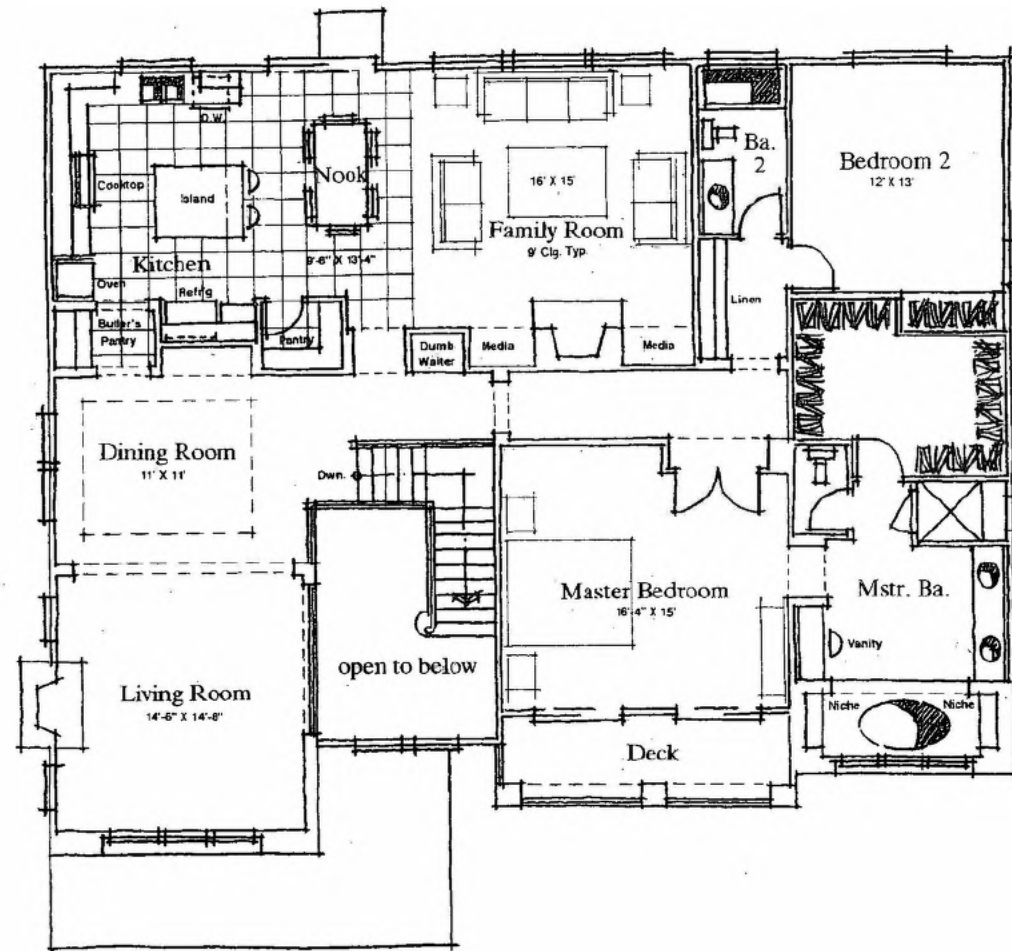 D.W.
Cooktop
Island
Nook
9'-6" X 13'-4"
Kitchen
Oven
Refrig
Butler's
Pantry
Pantry
16' X 15'
Family Room
9' Clg. Typ.
Dumb
Waiter
Media
Media
Ba.
2
Linen
Bedroom 2
12' X 13'
Dining Room
11' X 11'
Dwn.
Master Bedroom
16'-4" X 15'
Mstr. Ba.
Vanity
open to below
Living Room
14'-6" X 14'-8"
Deck
Niche
Niche